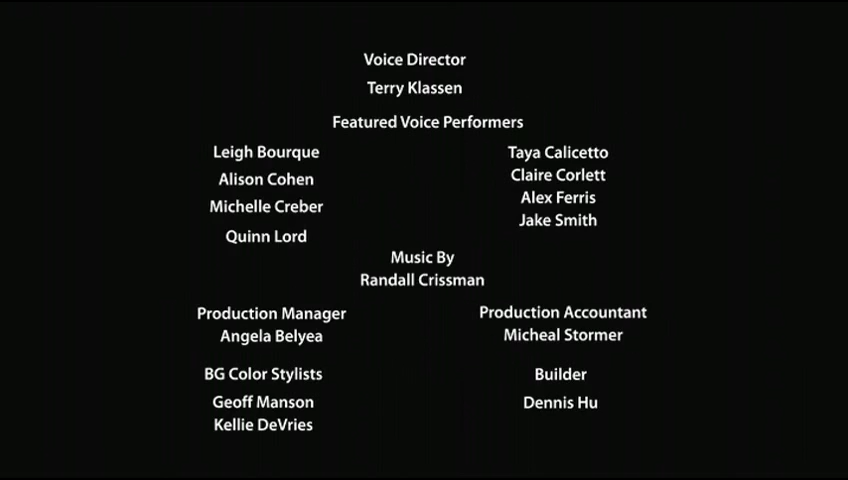 Voice Director
Terry Klassen
Featured Voice Performers
Leigh Bourque
Alison Cohen
Michelle Creber
Quinn Lord
Taya Calicetto
Claire Corlett
Alex Ferris
Jake Smith
Music By
Randall Crissman
Production Manager
Angela Belyea
Production Accountant
Micheal Stormer
BG Color Stylists
Geoff Manson
Kellie DeVries
Builder
Dennis Hu